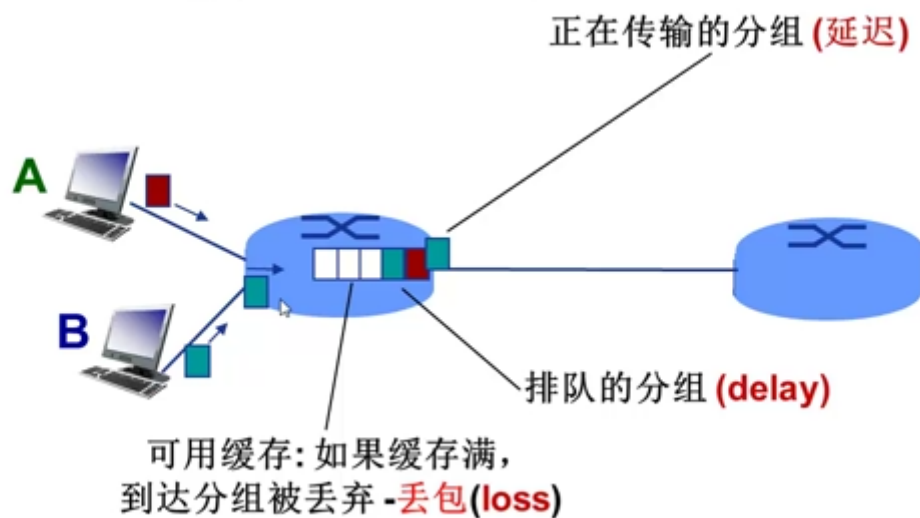 正在传输的分组 (延迟)
A
B
排队的分组 (delay)
可用缓存: 如果缓存满，
到达分组被丢弃 -丢包(loss)